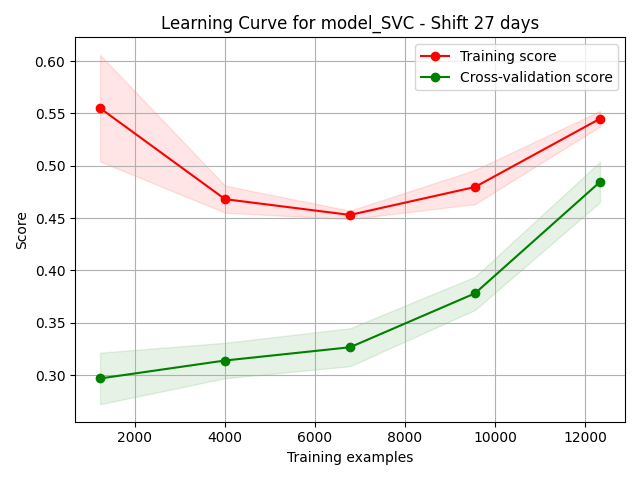 Learning Curve for model_SVC - Shift 27 days
Training score
Cross-validation score
0.60
0.55
0.50
0.45
0.40
0.35
0.30
Score
2000 4000 6000 8000 10000 12000
Training examples